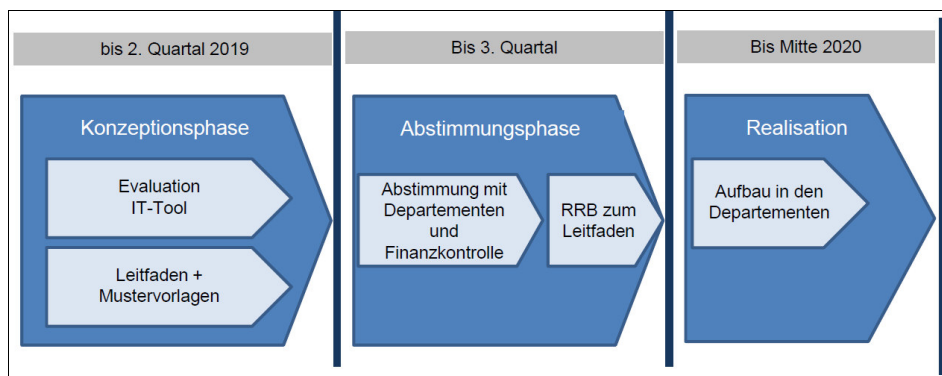 bis 2. Quartal 2019
Bis 3. Quartal
Bis Mitte 2020
Konzeptionsphase
Evaluation
IT-Tool
Leitfaden +
Mustervorlagen
Abstimmungsphase
Abstimmung mit
Departementen
und
Finanzkontrolle
RRB zum
Leitfaden
Realisation
Aufbau in den
Departementen